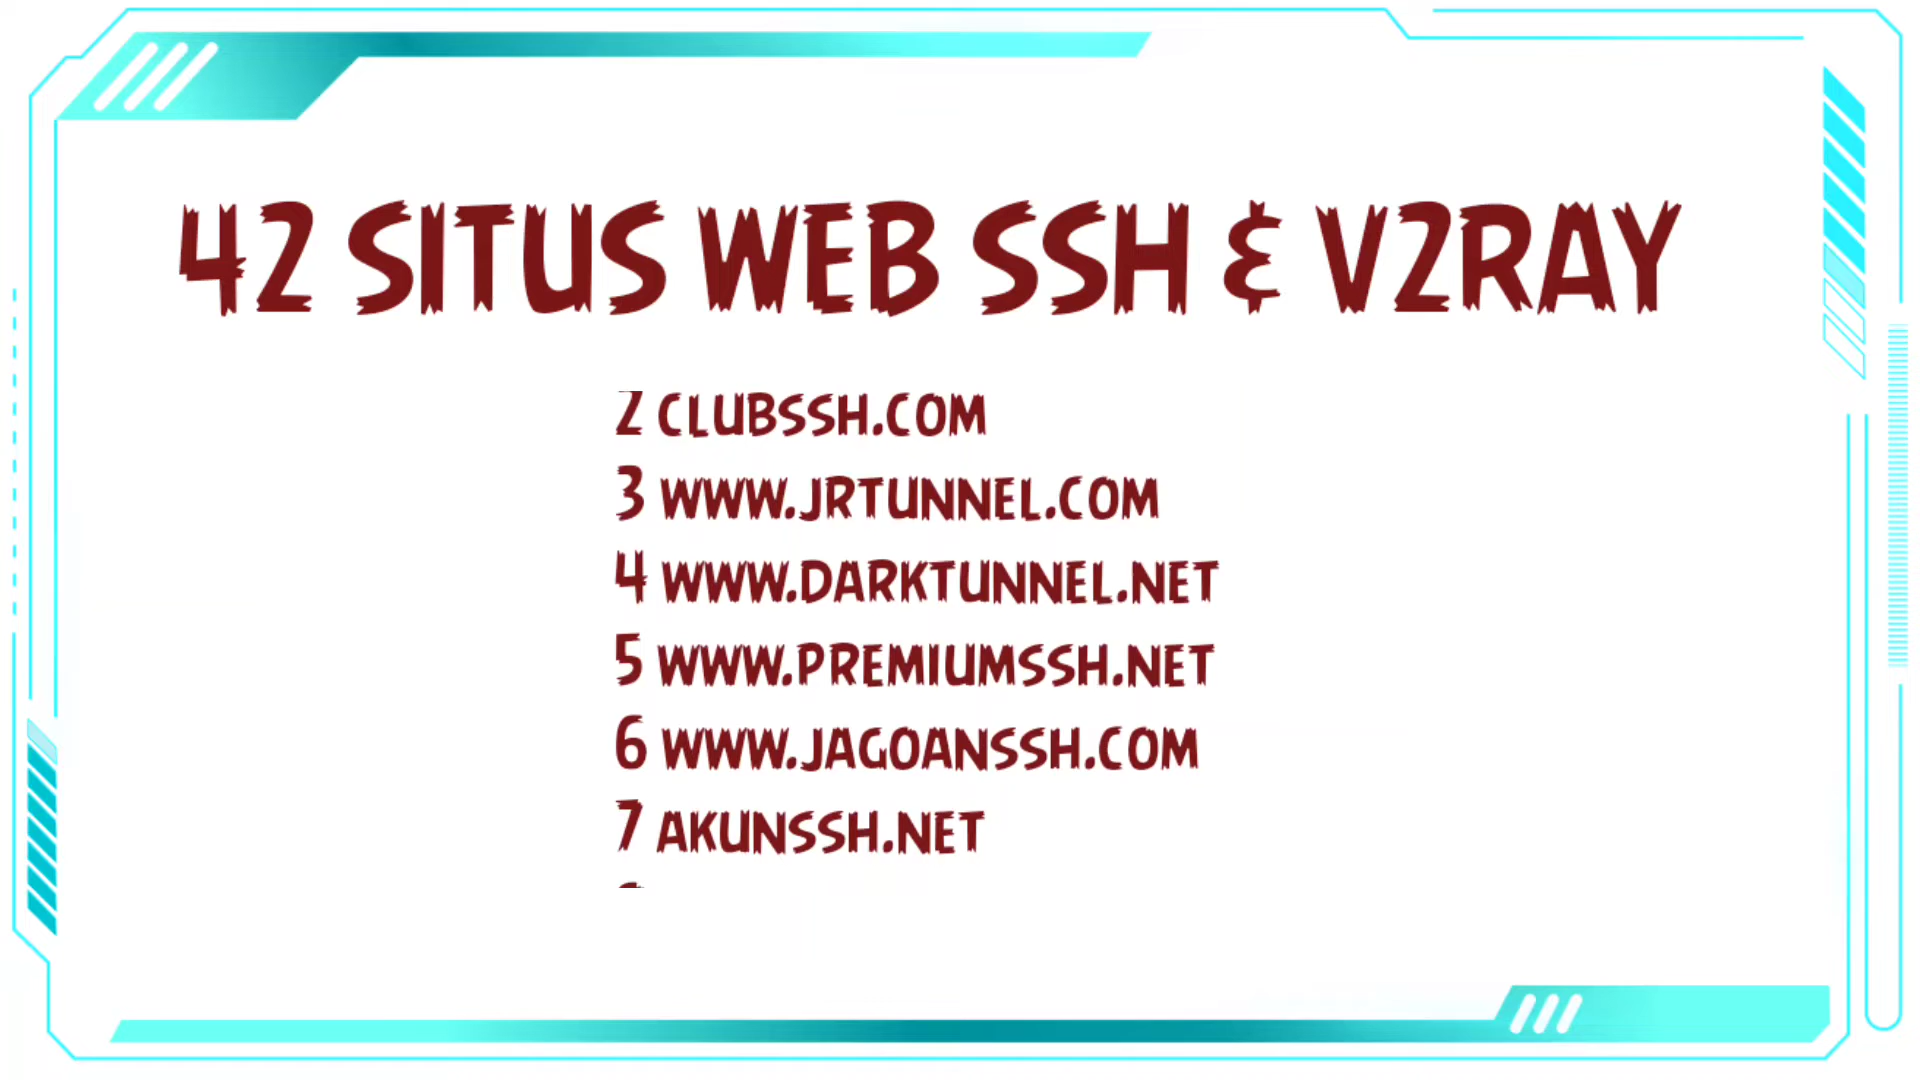 42 SITUS WEB SSH & V2RAY
2 CLUBSSH.COM
3 WWW.JRTUNNEL.COM
4 WWW.DARKTUNNEL.NET
5 WWW.PREMIUMSSH.NET
6 WWW.JAGOANSSH.COM
7 AKUNSSH.NET